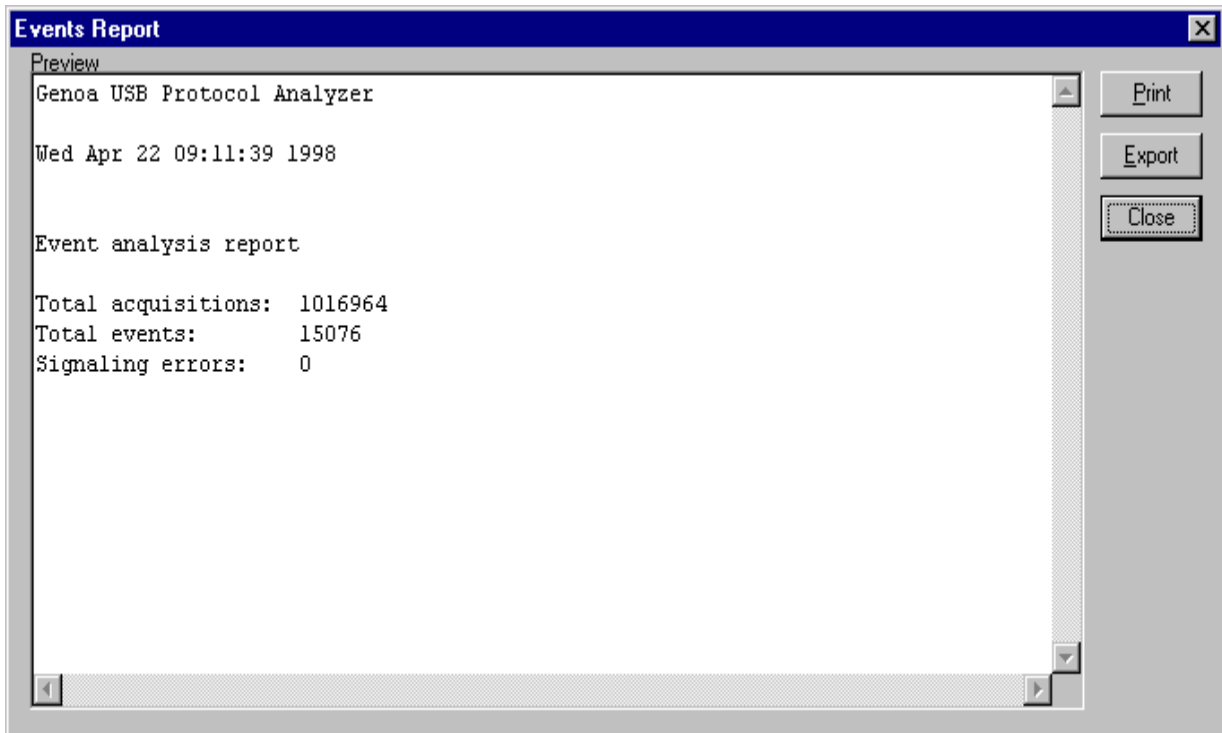 Events Report
Preview
Genoa USB Protocol Analyzer
Wed Apr 22 09:11:39 1998
Event analysis report
Total acquisitions: 1016964
Total events: 15076
Signaling errors: 0
Print
Export
Close